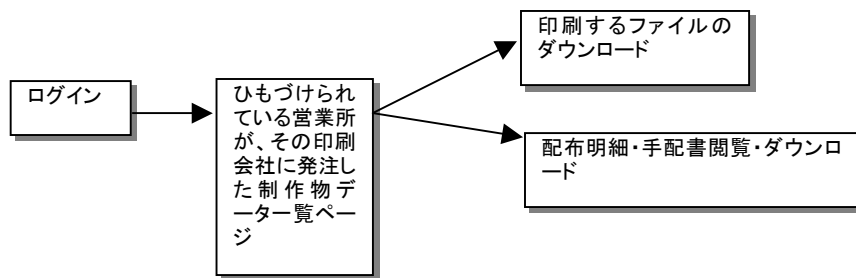 ログイン
ひもづけられ
ている営業所
が、その印刷
会社に発注し
た制作物デ
ータ一覧ペー
ジ
印刷するファイルの
ダウンロード
配布明細・手配書閲覧・ダウンロ
ード